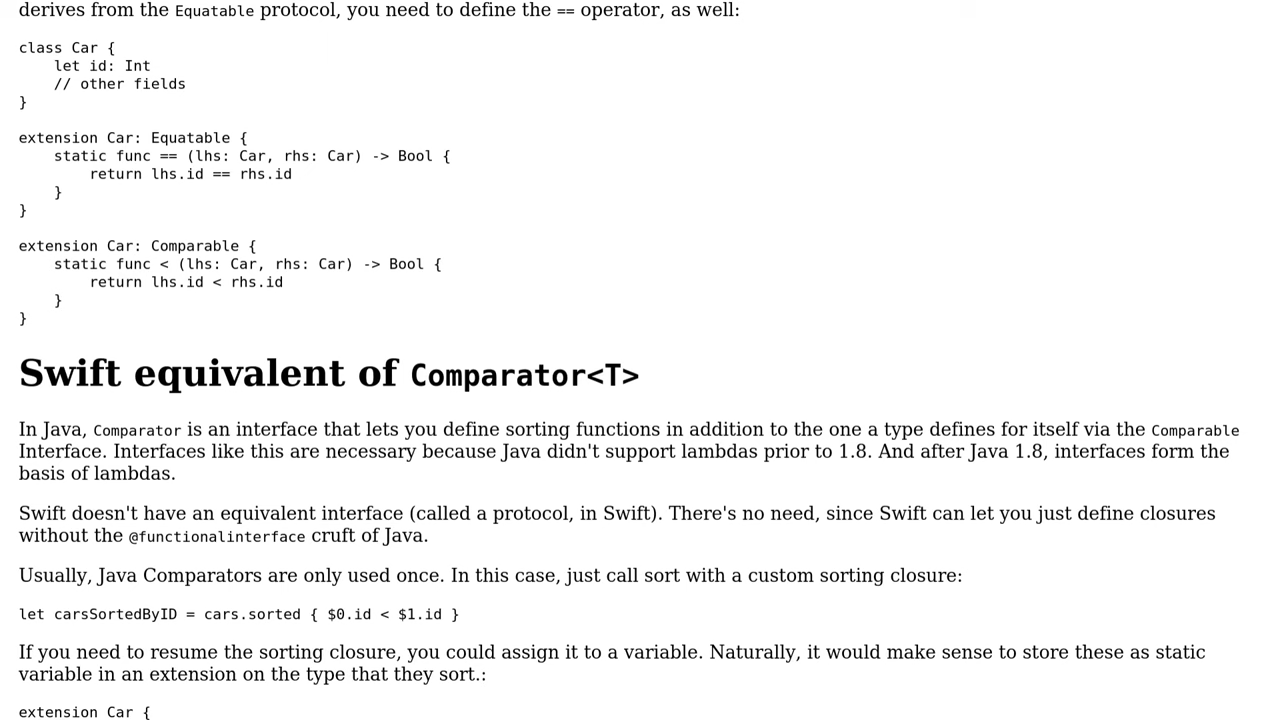 derives from the Equatable protocol, you need to define the == operator, as well:
class Car {
    let id: Int
    // other fields
}
extension Car: Equatable {
    static func == (lhs: Car, rhs: Car) -> Bool {
        return lhs.id == rhs.id
    }
}
extension Car: Comparable {
    static func < (lhs: Car, rhs: Car) -> Bool {
        return lhs.id < rhs.id
    }
}
Swift equivalent of Comparator<T>
In Java, Comparator is an interface that lets you define sorting functions in addition to the one a type defines for itself via the Comparable
Interface. Interfaces like this are necessary because Java didn't support lambdas prior to 1.8. And after Java 1.8, interfaces form the
basis of lambdas.
Swift doesn't have an equivalent interface (called a protocol, in Swift). There's no need, since Swift can let you just define closures
without the @functionalinterface cruft of Java.
Usually, Java Comparators are only used once. In this case, just call sort with a custom sorting closure:
let carsSortedByID = cars.sorted { $0.id < $1.id }
If you need to resume the sorting closure, you could assign it to a variable. Naturally, it would make sense to store these as static
variable in an extension on the type that they sort.:
extension Car {